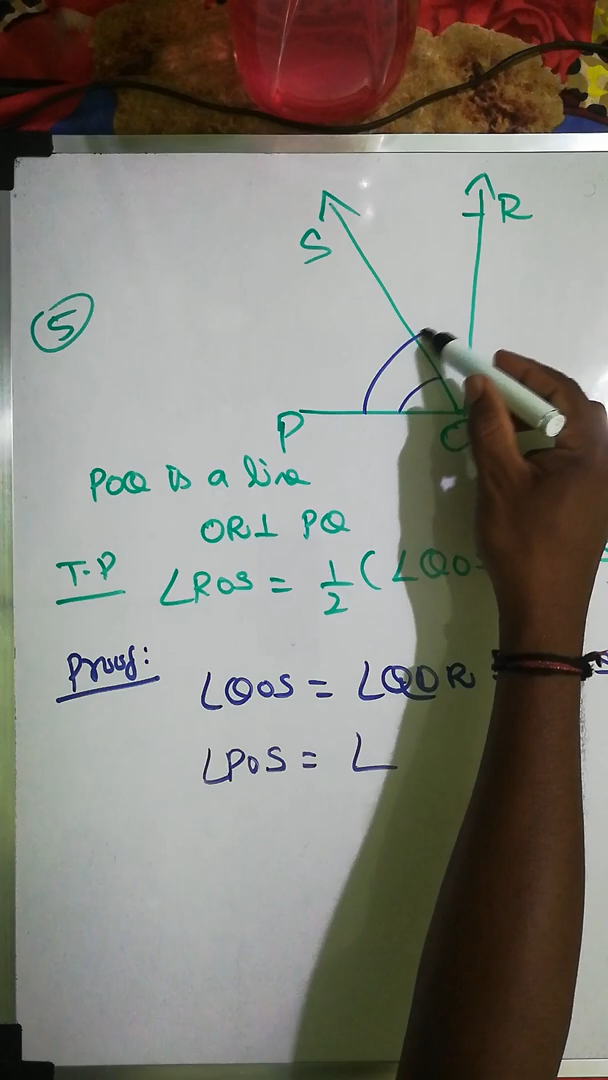 S
R
5
P
POQ is a line
OR⊥ PQ
T.P ∠ROS = 1/2 (∠QO
Proof: ∠QOS = ∠QOR
∠POS = ∠